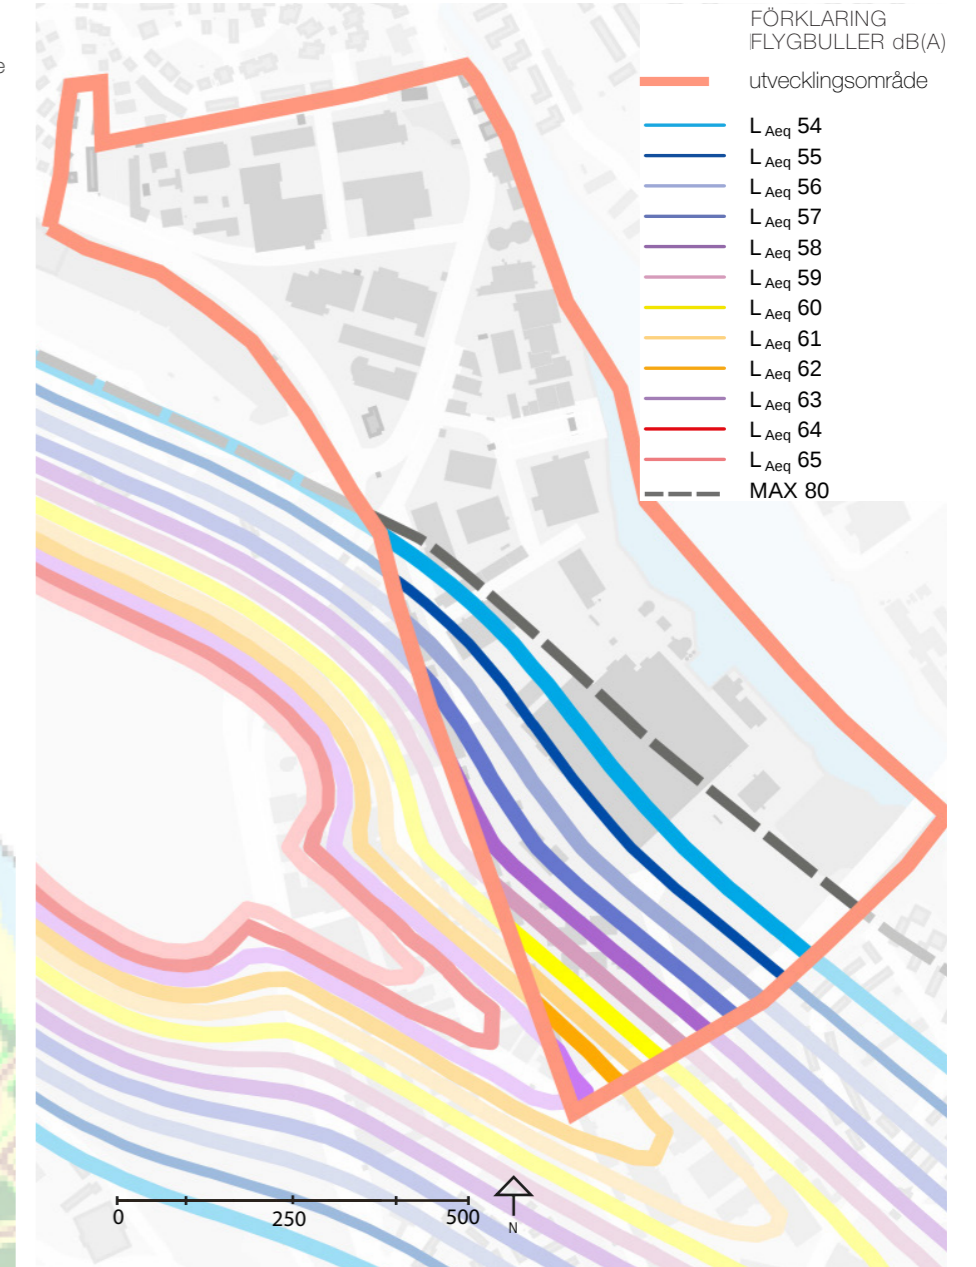 FÖRKLARING
FLYGBULLER dB(A)
e
utvecklingsområde
L Aeq 54
L Aeq 55
L Aeq 56
L Aeq 57
L Aeq 58
L Aeq 59
L Aeq 60
L Aeq 61
L Aeq 62
L Aeq 63
L Aeq 64
L Aeq 65
MAX 80
0
250
500
N